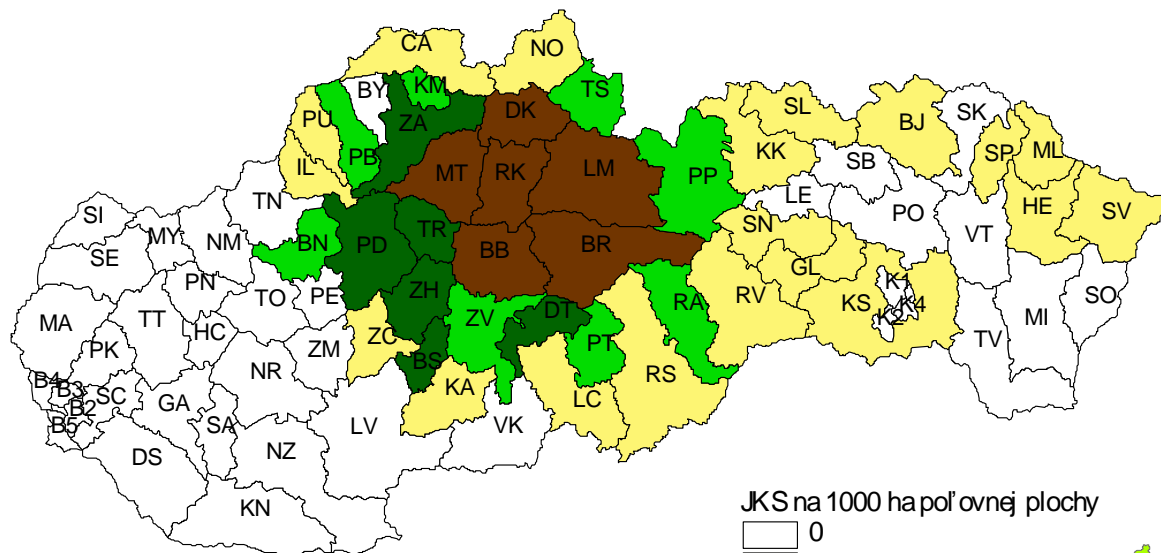 CA
NO
BY
KM
TS
PU
ZA
DK
SL
BJ
SK
PB
KK
SB
SP
ML
IL
MT
RK
LM
PP
LE
PO
HE
SV
TN
SI
MY
NM
BN
PD
TR
BB
BR
SN
VT
SE
PN
TO
PE
ZH
GL
K1
RV
KS
K4
K2
RA
SO
MA
TT
HC
ZM
ZC
ZV
DT
PT
MI
TV
PK
BS
NR
KA
LC
RS
B4
B3
SC
B2
B5
GA
SA
LV
VK
DS
NZ
KN
JKS na 1000 ha poľovnej plochy
0